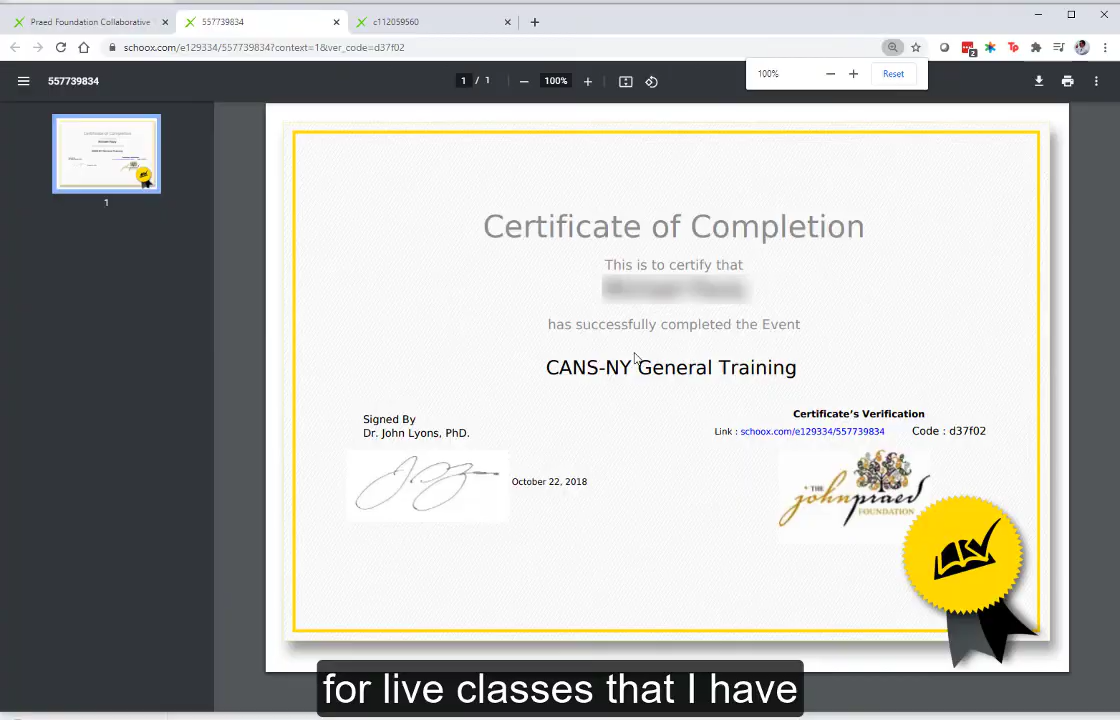 Praed Foundation Collaborative
557739834
c112059560
schoox.com/e129334/557739834?context=1&ver_code=d37f02
2
Tp
557739834
1 / 1
100%
100%
Reset
1
Certificate of Completion
This is to certify that
has successfully completed the Event
CANS-NY General Training
Signed By
Dr. John Lyons, PhD.
October 22, 2018
Certificate's Verification
Link : schoox.com/e129334/557739834 Code : d37f02
THE
johnpraed
FOUNDATION
for live classes that I have